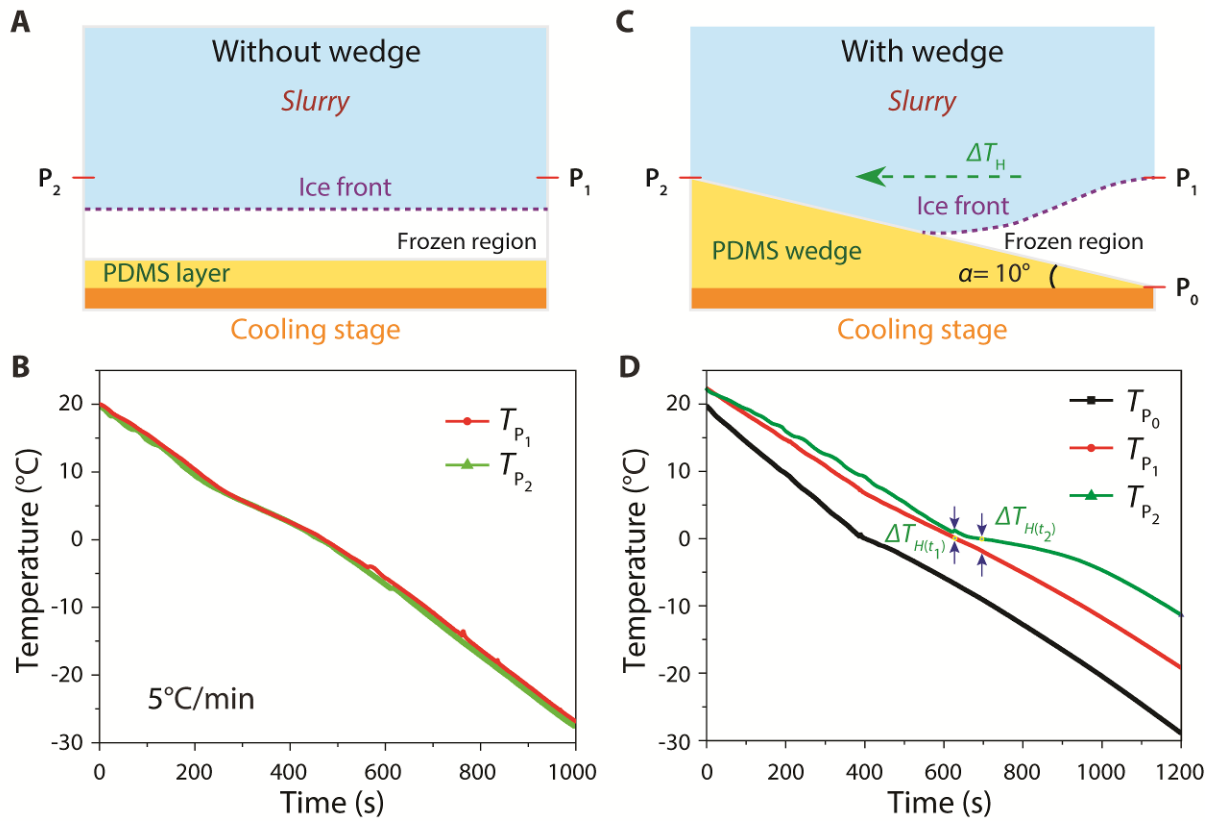 A
Without wedge
Slurry
P2
P1
Ice front
Frozen region
PDMS layer
Cooling stage
C
With wedge
Slurry
ΔTH
P2
P1
Ice front
Frozen region
PDMS wedge
α= 10°
P0
Cooling stage
B
20
10
0
-10
-20
-30
Temperature (°C)
TP1
TP2
5°C/min
0
200
400
600
800
1000
Time (s)
D
20
10
0
-10
-20
-30
Temperature (°C)
TP0
TP1
TP2
ΔTH(t1)
ΔTH(t2)
0
200
400
600
800
1000
1200
Time (s)